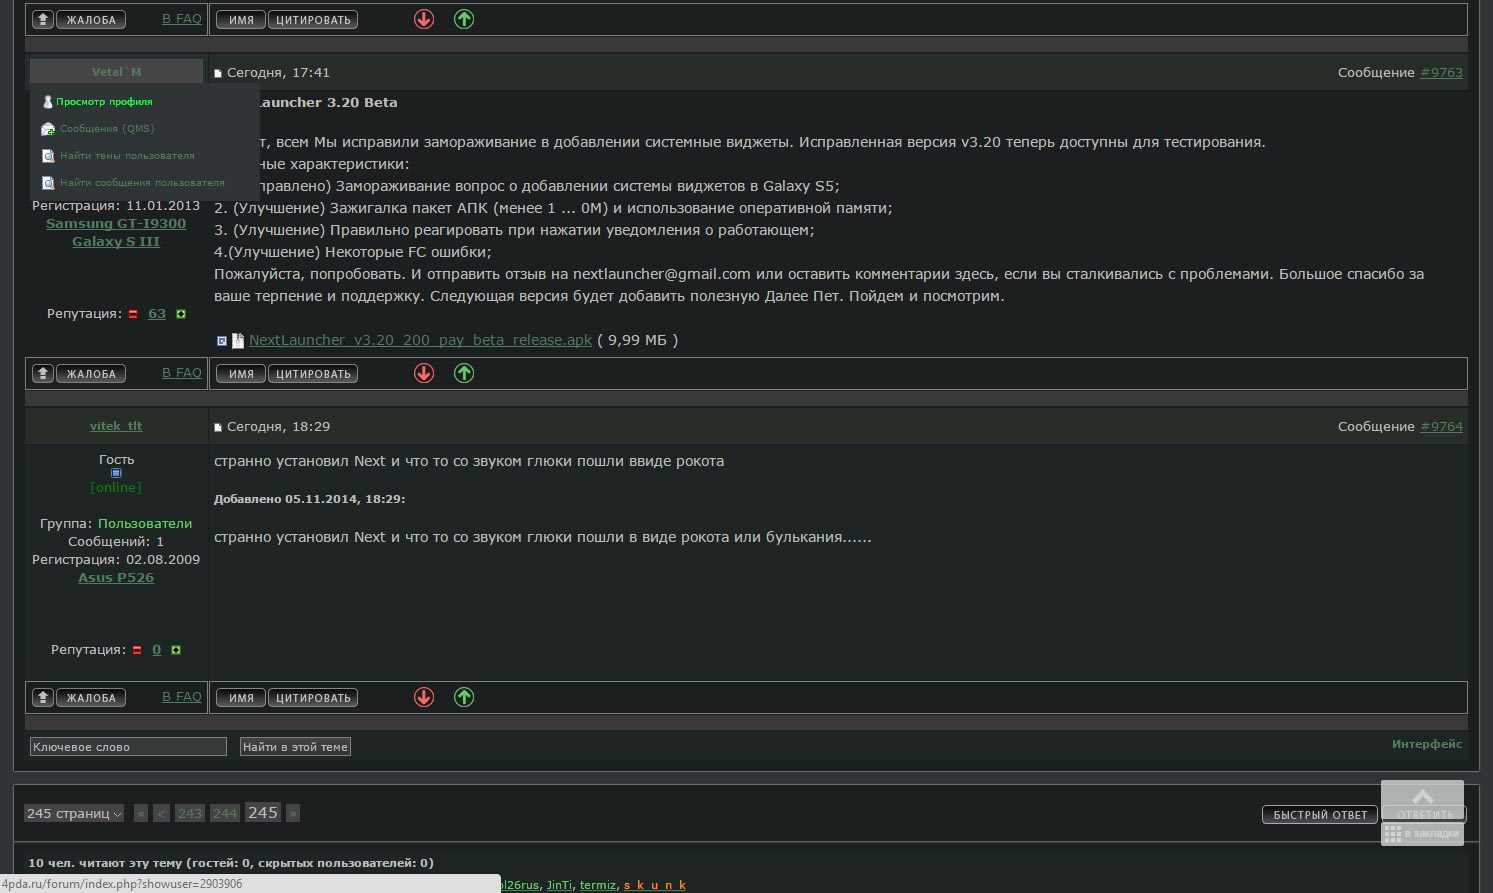 ЖАЛОБА В FAQ ИМЯ ЦИТИРОВАТЬ
Vetal`M Сегодня, 17:41 Сообщение #9763
Просмотр профиля
Сообщения (QMS)
Найти темы пользователя
Найти сообщения пользователя
Регистрация: 11.01.2013
Samsung GT-I9300
Galaxy S III
Репутация: 63
Launcher 3.20 Beta
т, всем Мы исправили замораживание в добавлении системные виджеты. Исправленная версия v3.20 теперь доступны для тестирования.
ные характеристики:
правлено) Замораживание вопрос о добавлении системы виджетов в Galaxy S5;
2. (Улучшение) Зажигалка пакет АПК (менее 1 ... 0М) и использование оперативной памяти;
3. (Улучшение) Правильно реагировать при нажатии уведомления о работающем;
4.(Улучшение) Некоторые FC ошибки;
Пожалуйста, попробовать. И отправить отзыв на nextlauncher@gmail.com или оставить комментарии здесь, если вы сталкивались с проблемами. Большое спасибо за
ваше терпение и поддержку. Следующая версия будет добавить полезную Далее Пет. Пойдем и посмотрим.
NextLauncher_v3.20_200_pay_beta_release.apk ( 9,99 МБ )
ЖАЛОБА В FAQ ИМЯ ЦИТИРОВАТЬ
vitek_tlt Сегодня, 18:29 Сообщение #9764
Гость
[online]
Группа: Пользователи
Сообщений: 1
Регистрация: 02.08.2009
Asus P526
Репутация: 0
странно установил Next и что то со звуком глюки пошли ввиде рокота
Добавлено 05.11.2014, 18:29:
странно установил Next и что то со звуком глюки пошли в виде рокота или булькания......
ЖАЛОБА В FAQ ИМЯ ЦИТИРОВАТЬ
Ключевое слово Найти в этой теме Интерфейс
245 страниц « < 243 244 245 » БЫСТРЫЙ ОТВЕТ ОТВЕТИТЬ
в закладки
10 чел. читают эту тему (гостей: 0, скрытых пользователей: 0)
4pda.ru/forum/index.php?showuser=2903906 ol26rus, JinTi, termiz, s_k_u_n_k